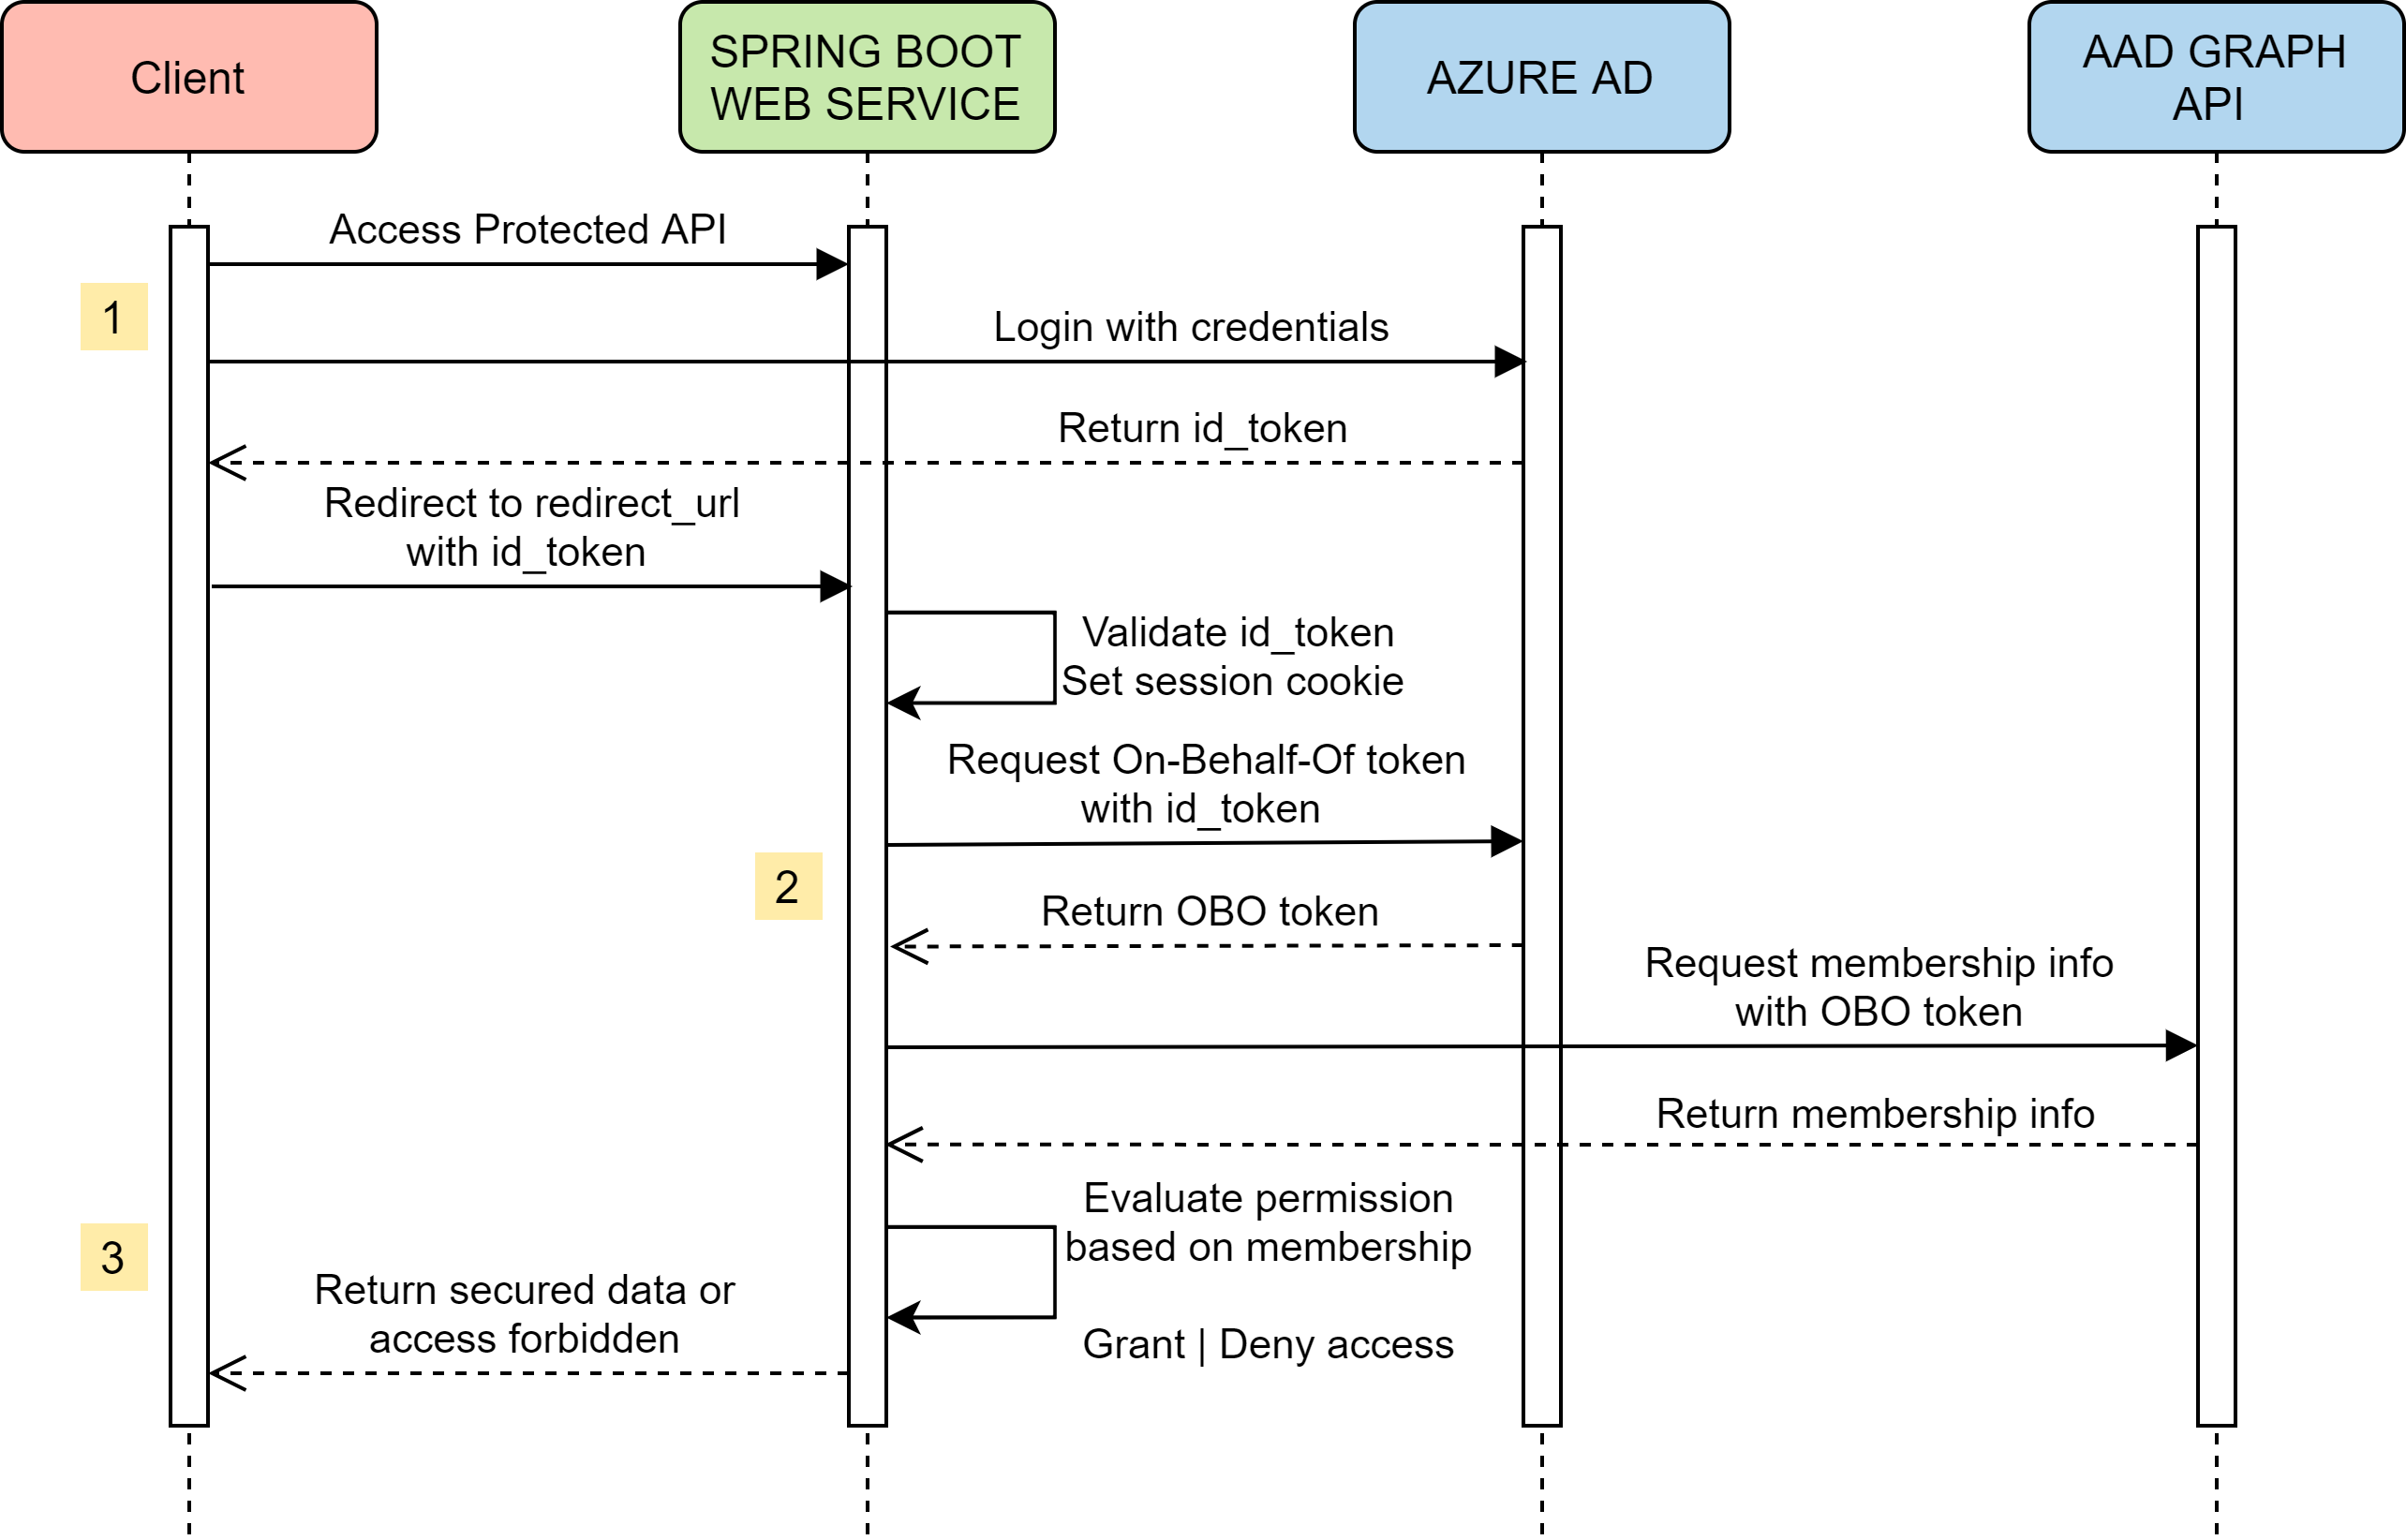 Client
SPRING BOOT
WEB SERVICE
AZURE AD
AAD GRAPH
API
Access Protected API
1
Login with credentials
Return id_token
Redirect to redirect_url
with id_token
Validate id_token
Set session cookie
Request On-Behalf-Of token
with id_token
2
Return OBO token
Request membership info
with OBO token
Return membership info
Evaluate permission
based on membership
3
Return secured data or
access forbidden
Grant | Deny access